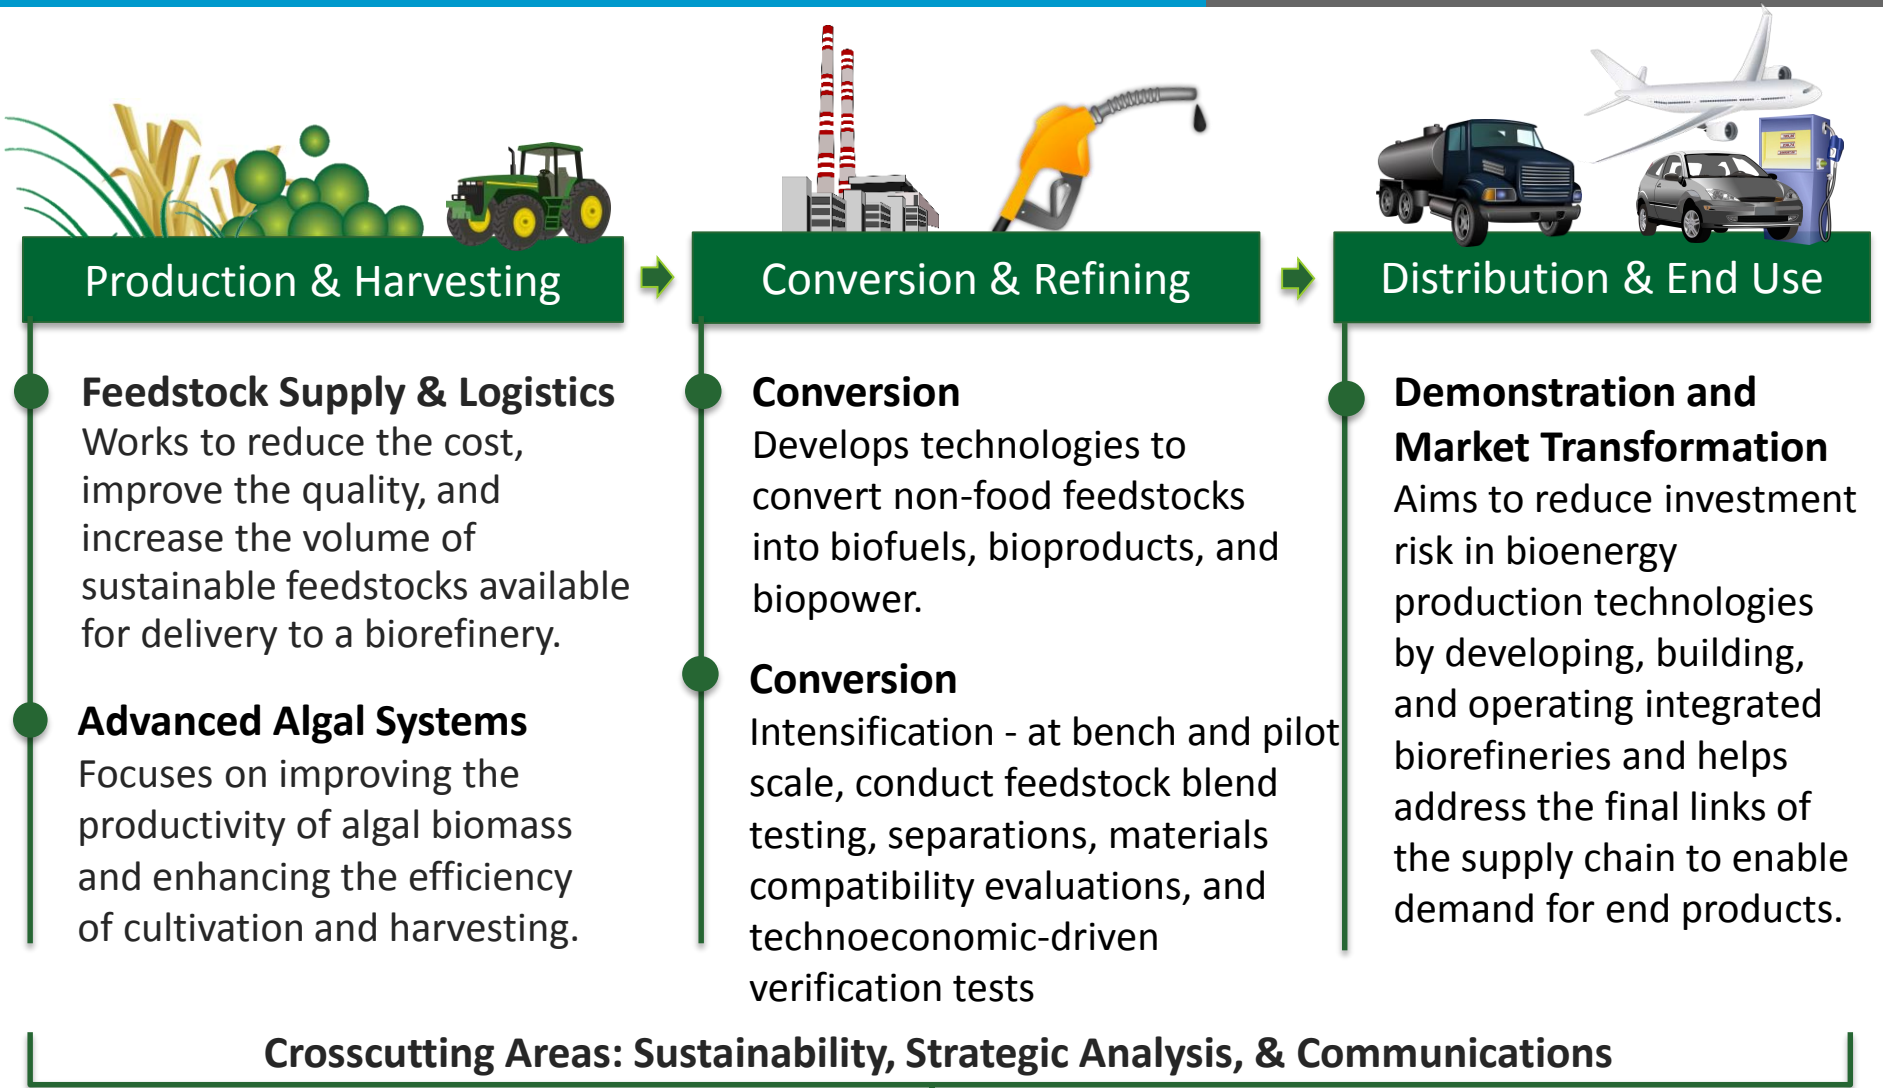 Production & Harvesting
Conversion & Refining
Distribution & End Use
Feedstock Supply & Logistics
Works to reduce the cost,
improve the quality, and
increase the volume of
sustainable feedstocks available
for delivery to a biorefinery.
Advanced Algal Systems
Focuses on improving the
productivity of algal biomass
and enhancing the efficiency
of cultivation and harvesting.
Conversion
Develops technologies to
convert non-food feedstocks
into biofuels, bioproducts, and
biopower.
Conversion
Intensification - at bench and pilot
scale, conduct feedstock blend
testing, separations, materials
compatibility evaluations, and
technoeconomic-driven
verification tests
Demonstration and
Market Transformation
Aims to reduce investment
risk in bioenergy
production technologies
by developing, building,
and operating integrated
biorefineries and helps
address the final links of
the supply chain to enable
demand for end products.
Crosscutting Areas: Sustainability, Strategic Analysis, & Communications